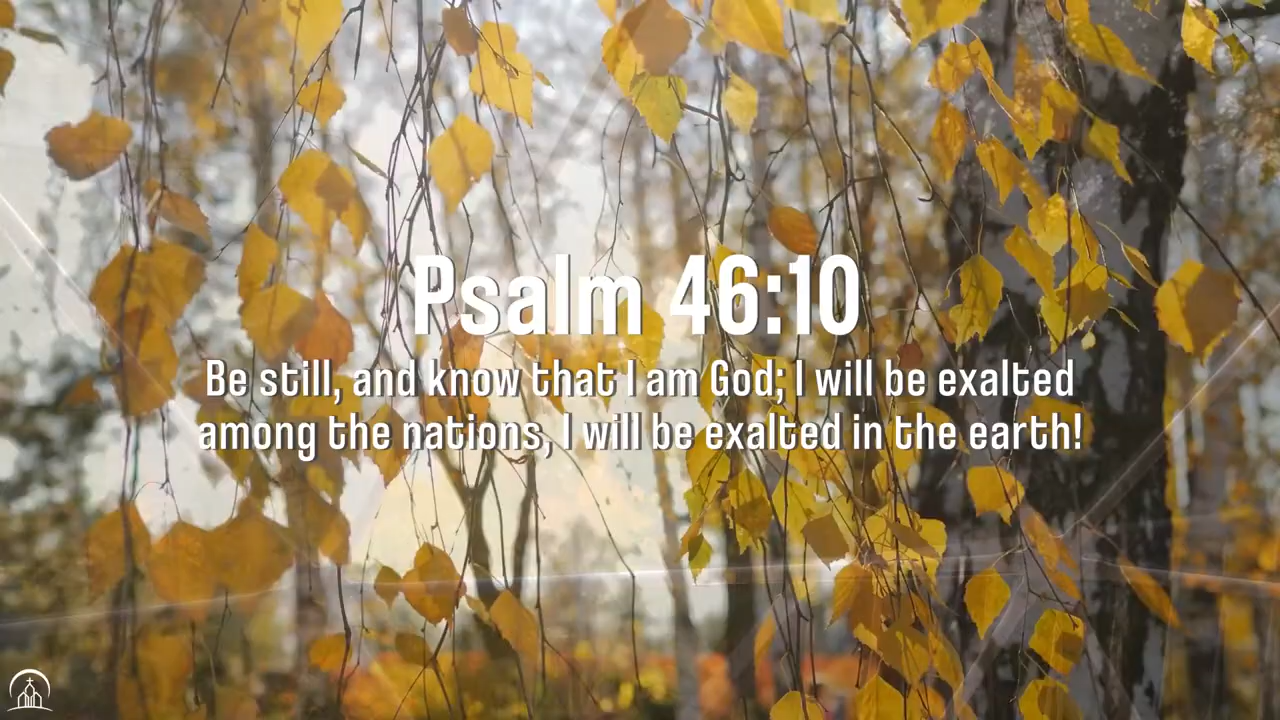 Psalm 46:10
Be still, and know that I am God; I will be exalted
among the nations, I will be exalted in the earth!